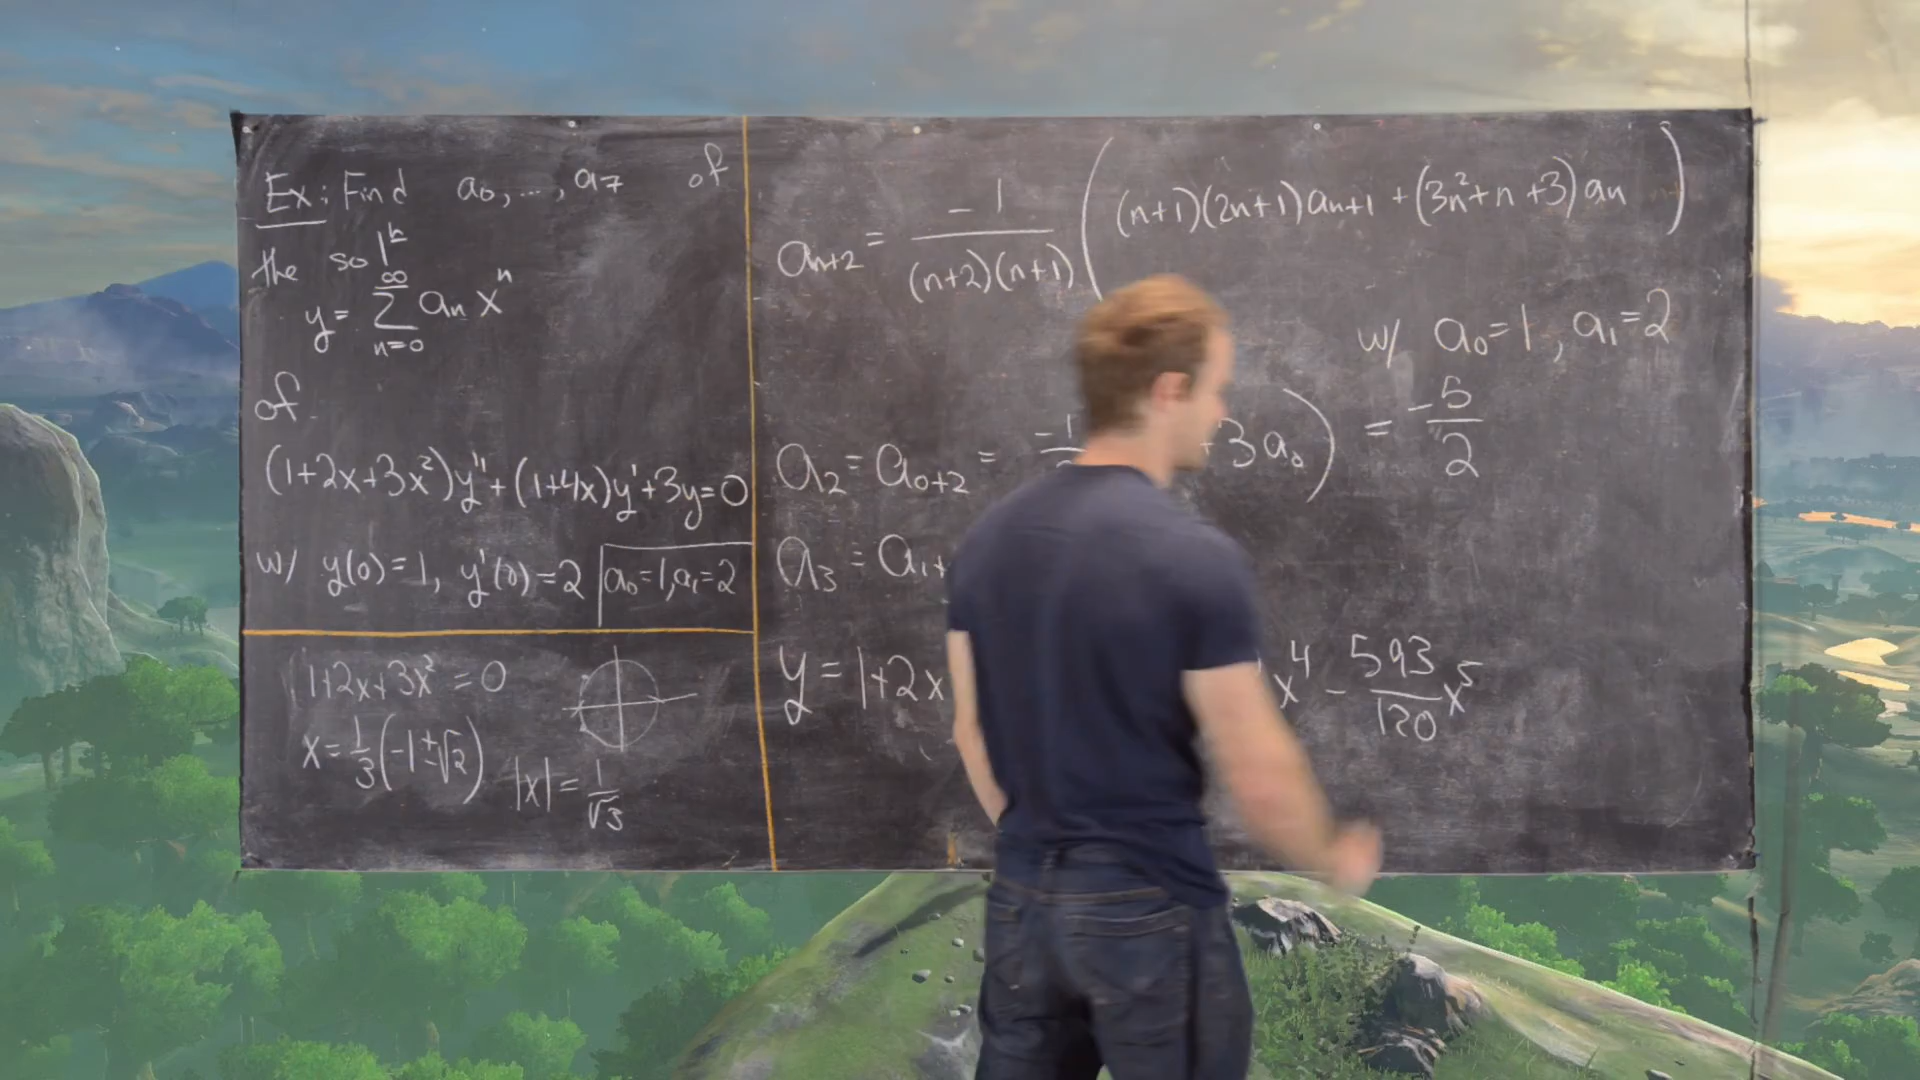 Ex: Find a₀, ..., a₇ of
the solⁿ
y = ∑_{n=0}^{∞} aₙ xⁿ
of
(1+2x+3x²)y''+(1+4x)y'+3y=0
w/ y(0)=1, y'(0)=2 a₀=1, a₁=2
1+2x+3x²=0
x=1/3(-1±√2)
|x|=1/√3
aₙ₊₂ = -1/((n+2)(n+1)) ((n+1)(2n+1)aₙ₊₁ + (3n²+n+3)aₙ)
w/ a₀=1, a₁=2
a₂ = a₀₊₂ = -1 +3a₀) = -5/2
a₃ = a₁₊
y = 1+2x x⁴ - 593/120 x⁵